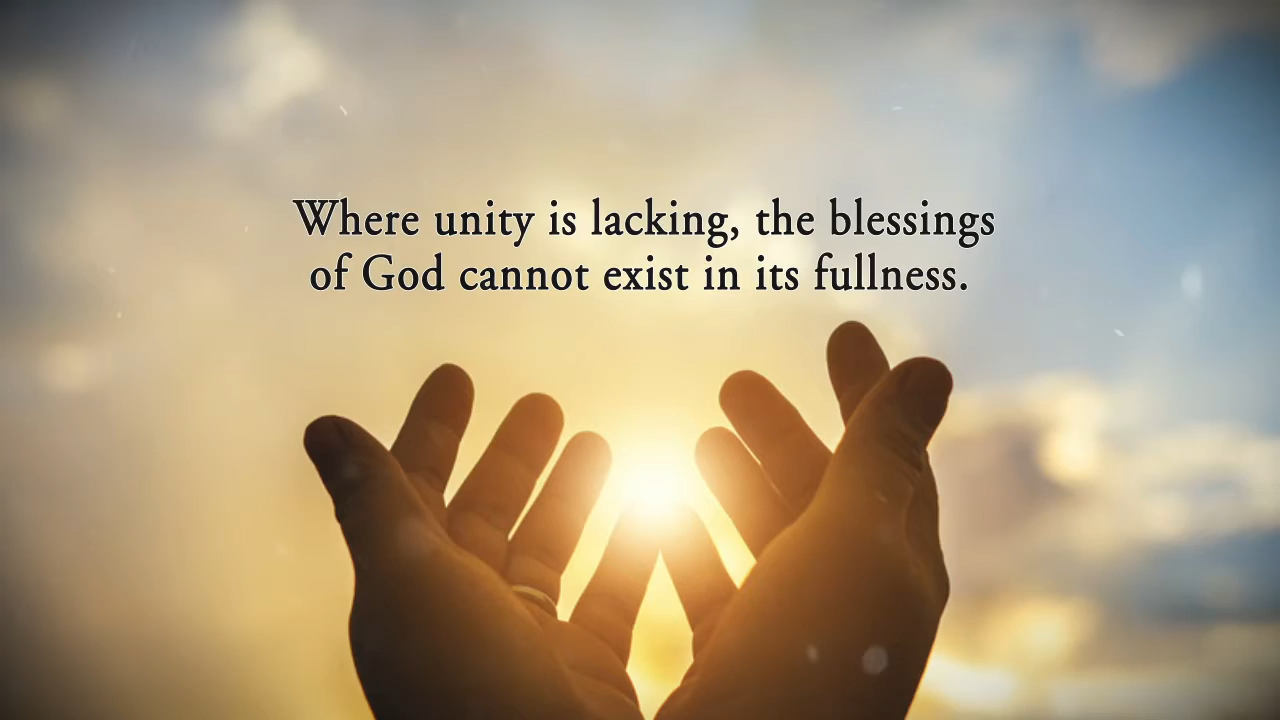 Where unity is lacking, the blessings
of God cannot exist in its fullness.